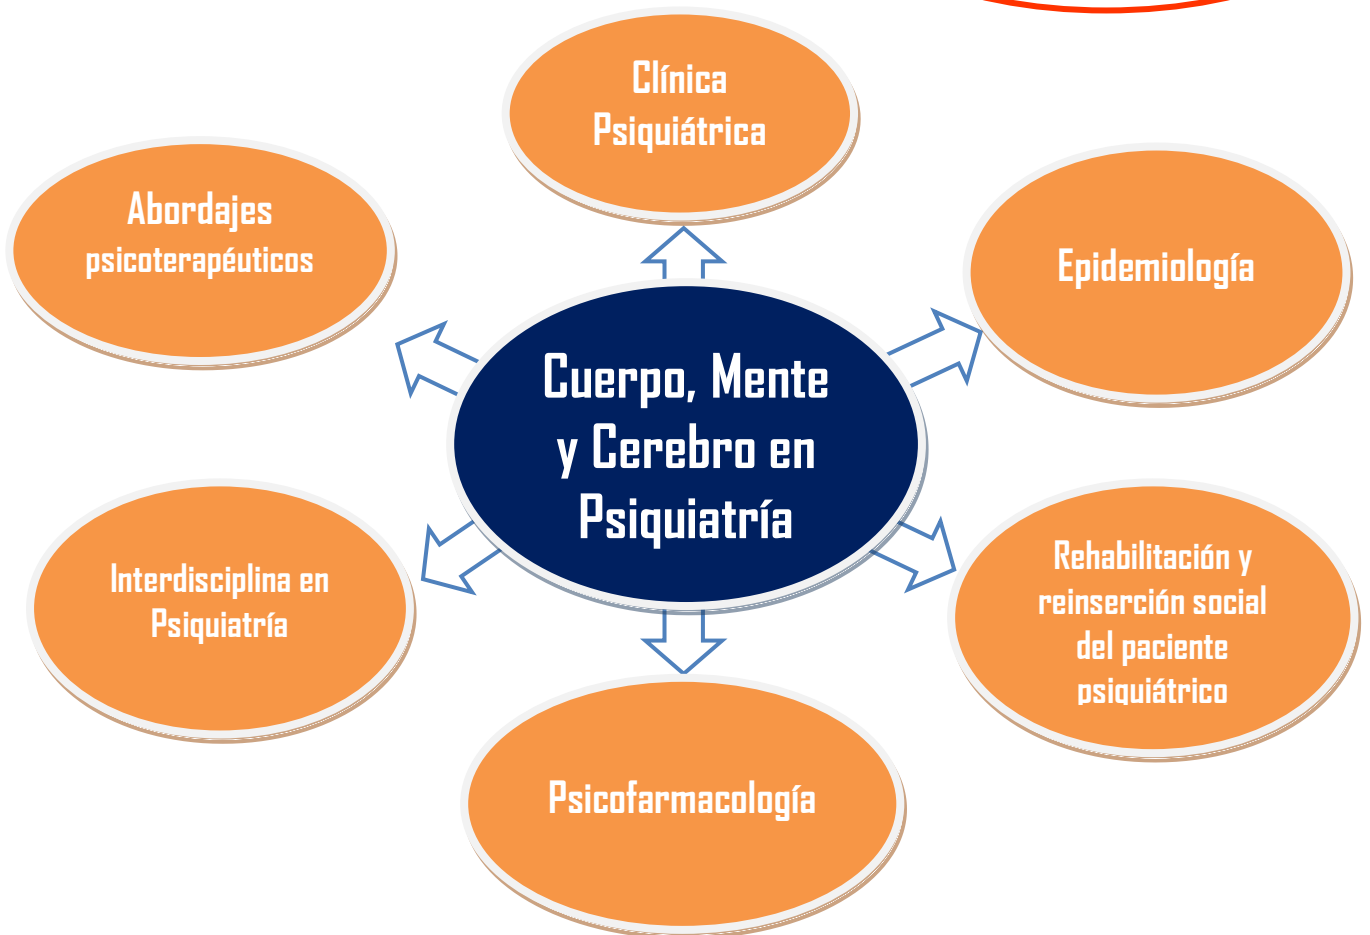 Clínica
Psiquiátrica
Abordajes
psicoterapéuticos
Epidemiología
Cuerpo, Mente
y Cerebro en
Psiquiatría
Interdisciplina en
Psiquiatría
Rehabilitación y
reinserción social
del paciente
psiquiátrico
Psicofarmacología